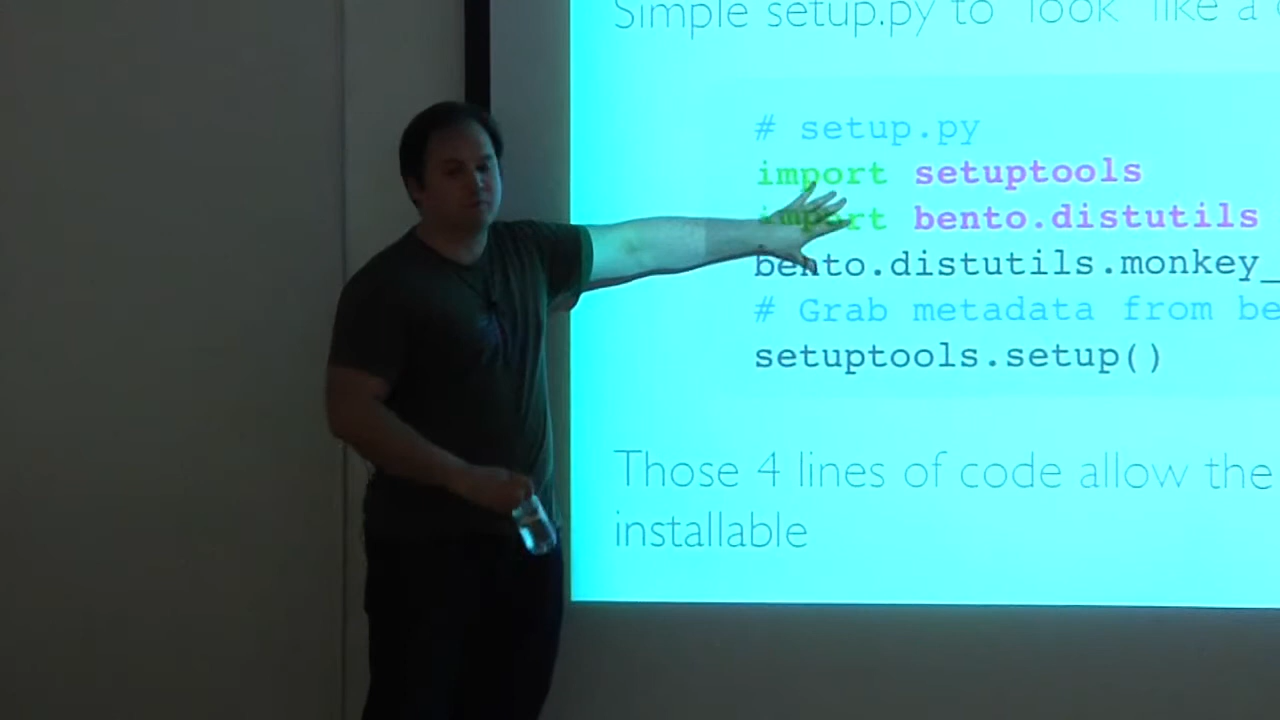 Simple setup.py to "look" like a
# setup.py
import setuptools
import bento.distutils
bento.distutils.monkey_
# Grab metadata from be
setuptools.setup()
Those 4 lines of code allow the
installable